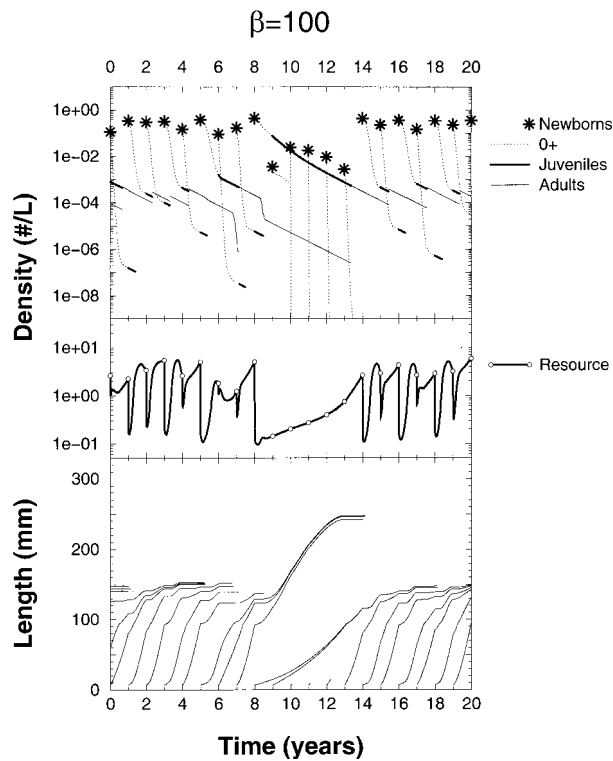 β=100
0 2 4 6 8 10 12 14 16 18 20
1e+00
1e-02
1e-04
1e-06
1e-08
Density (#/L)
Newborns
0+
Juveniles
Adults
1e+01
1e+00
1e-01
Resource
300
200
100
0
Length (mm)
0 2 4 6 8 10 12 14 16 18 20
Time (years)